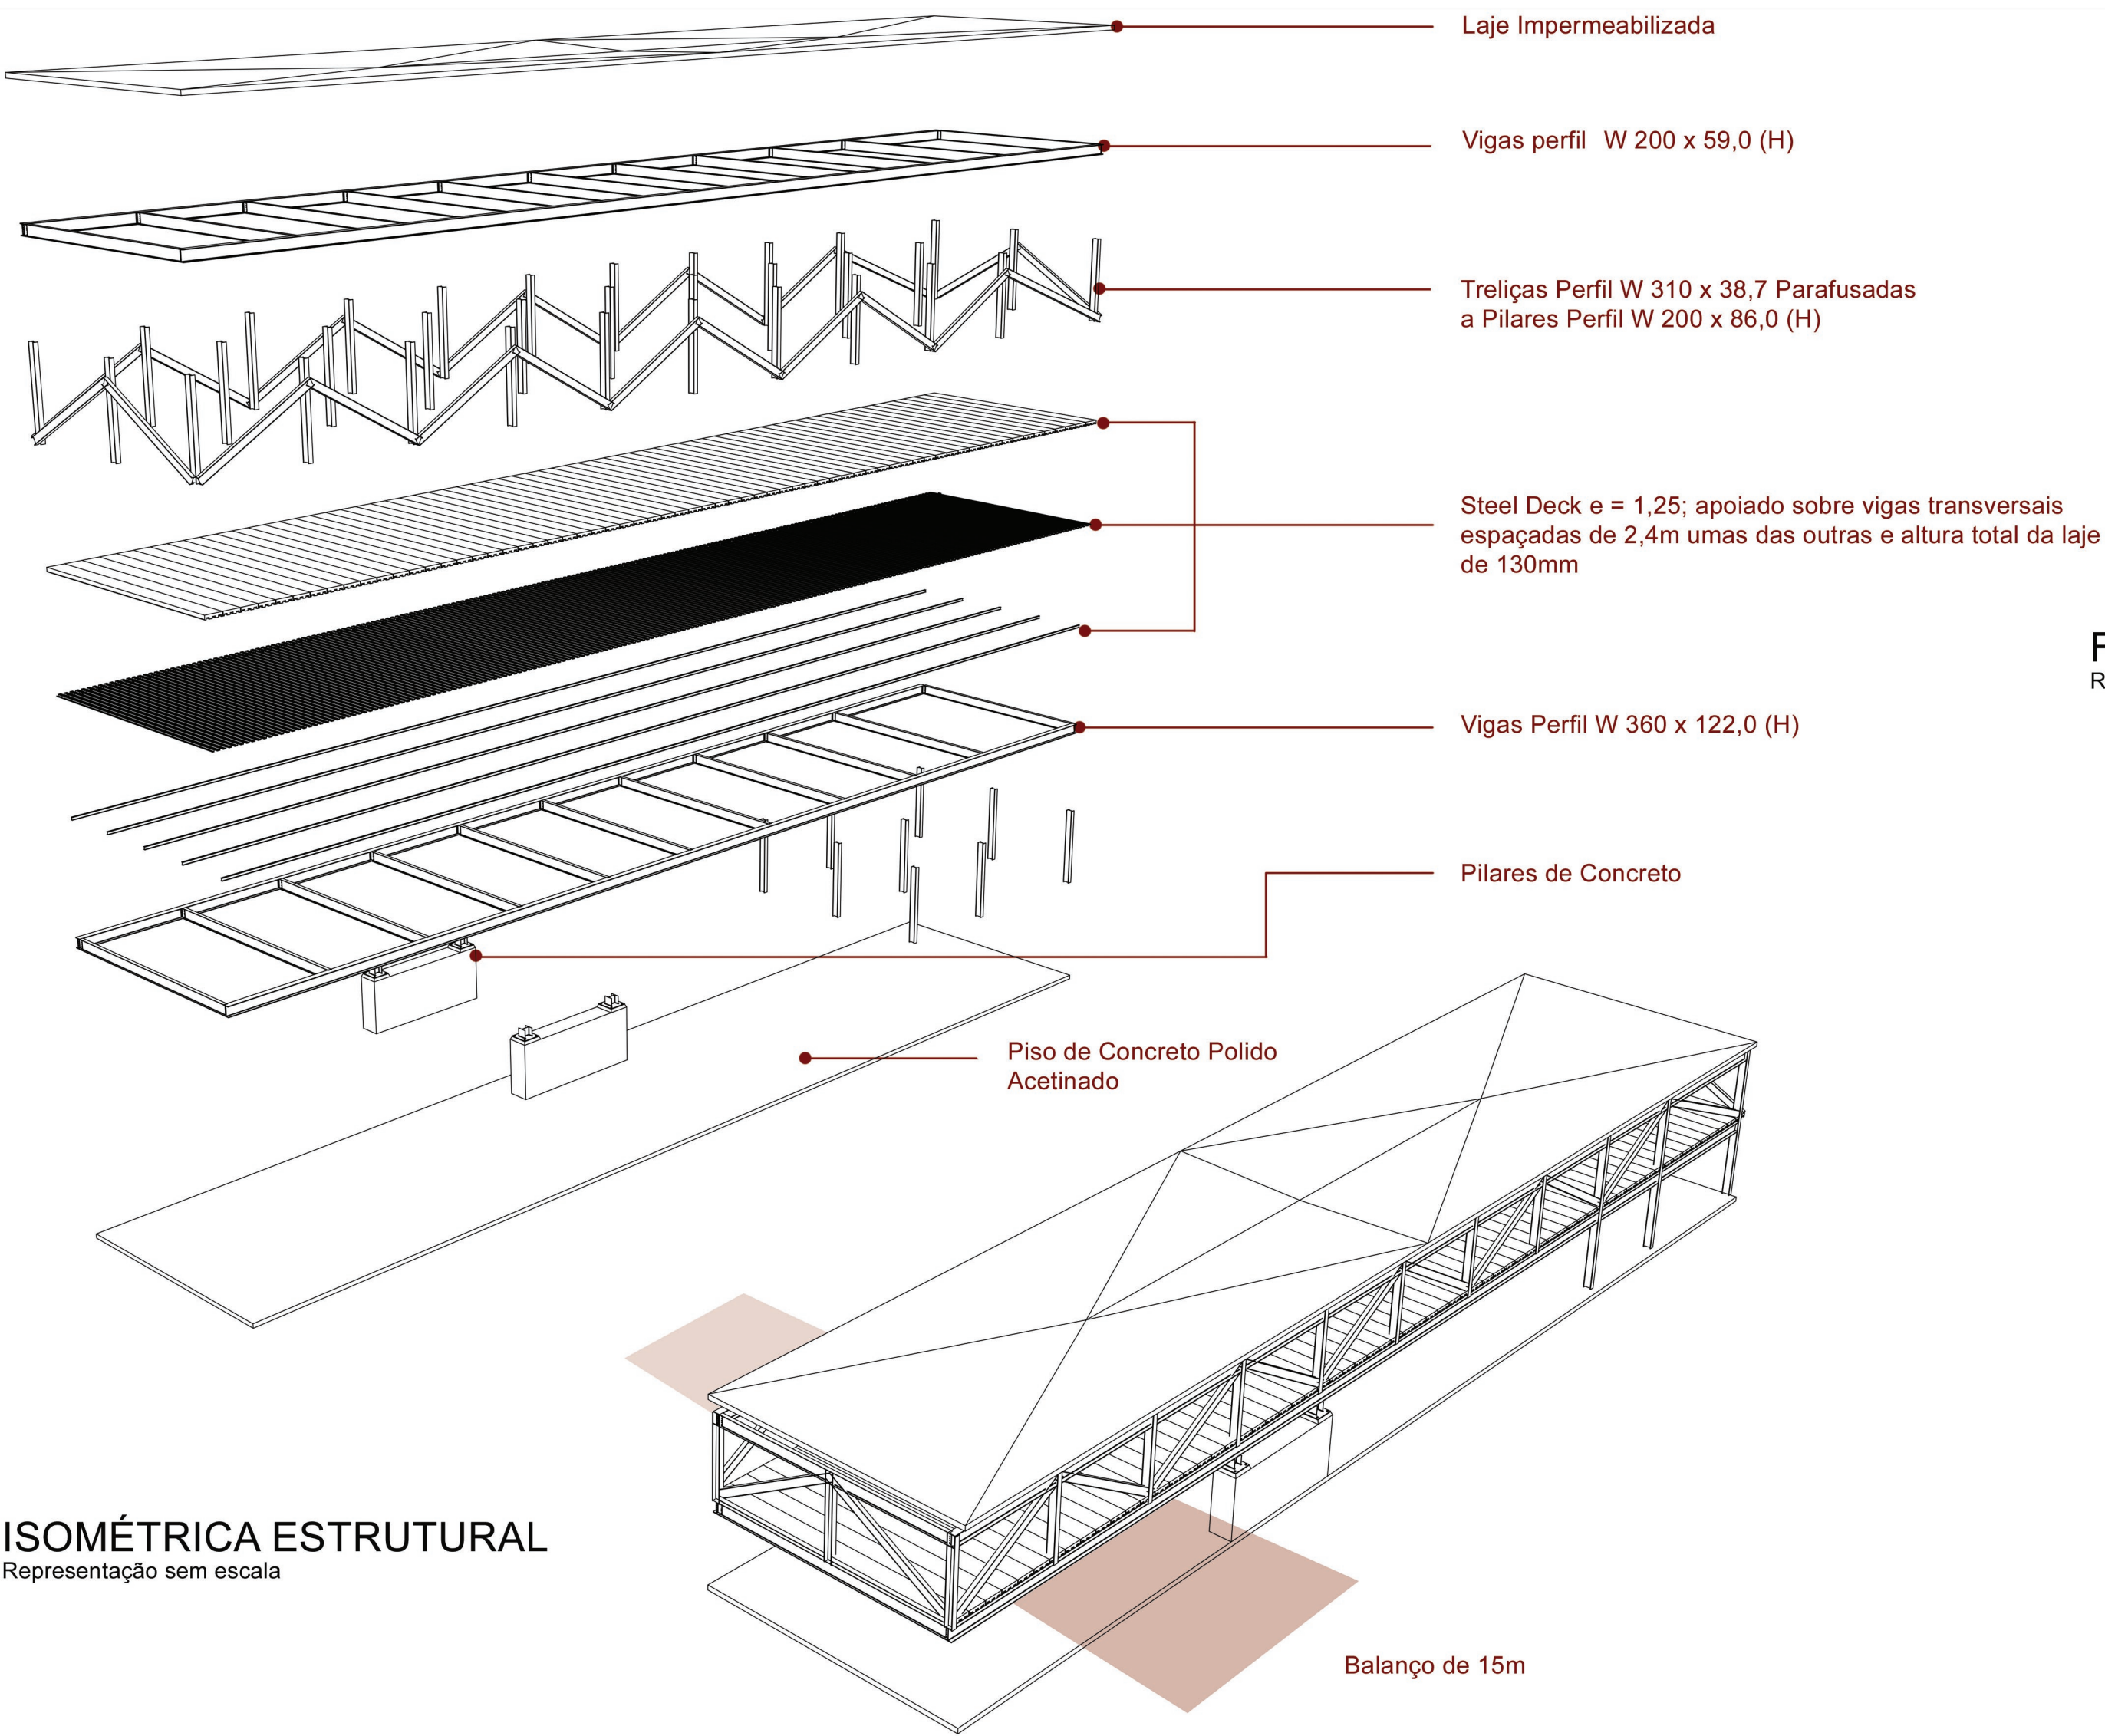 Laje Impermeabilizada
Vigas perfil W 200 x 59,0 (H)
Treliças Perfil W 310 x 38,7 Parafusadas
a Pilares Perfil W 200 x 86,0 (H)
Steel Deck e = 1,25; apoiado sobre vigas transversais
espaçadas de 2,4m umas das outras e altura total da laje
de 130mm
Vigas Perfil W 360 x 122,0 (H)
Pilares de Concreto
Piso de Concreto Polido
Acetinado
ISOMÉTRICA ESTRUTURAL
Representação sem escala
Balanço de 15m